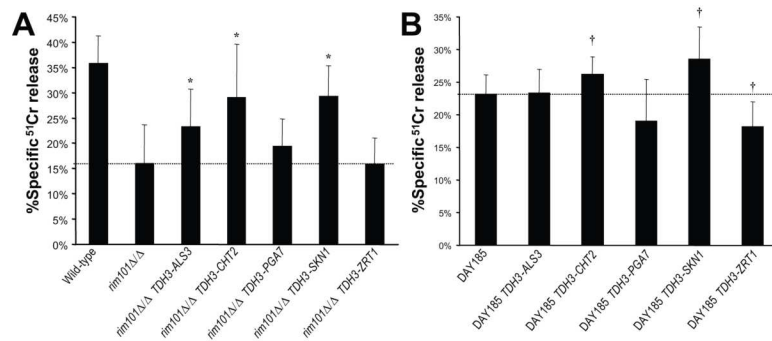 A
%Specific 51Cr release
45%
40%
35%
30%
25%
20%
15%
10%
5%
0%
*
*
*
Wild-type
rim101Δ/Δ
rim101Δ/Δ TDH3-ALS3
rim101Δ/Δ TDH3-CHT2
rim101Δ/Δ TDH3-PGA7
rim101Δ/Δ TDH3-SKN1
rim101Δ/Δ TDH3-ZRT1
B
%Specific 51Cr release
35%
30%
25%
20%
15%
10%
5%
0%
†
†
†
DAY185
DAY185 TDH3-ALS3
DAY185 TDH3-CHT2
DAY185 TDH3-PGA7
DAY185 TDH3-SKN1
DAY185 TDH3-ZRT1